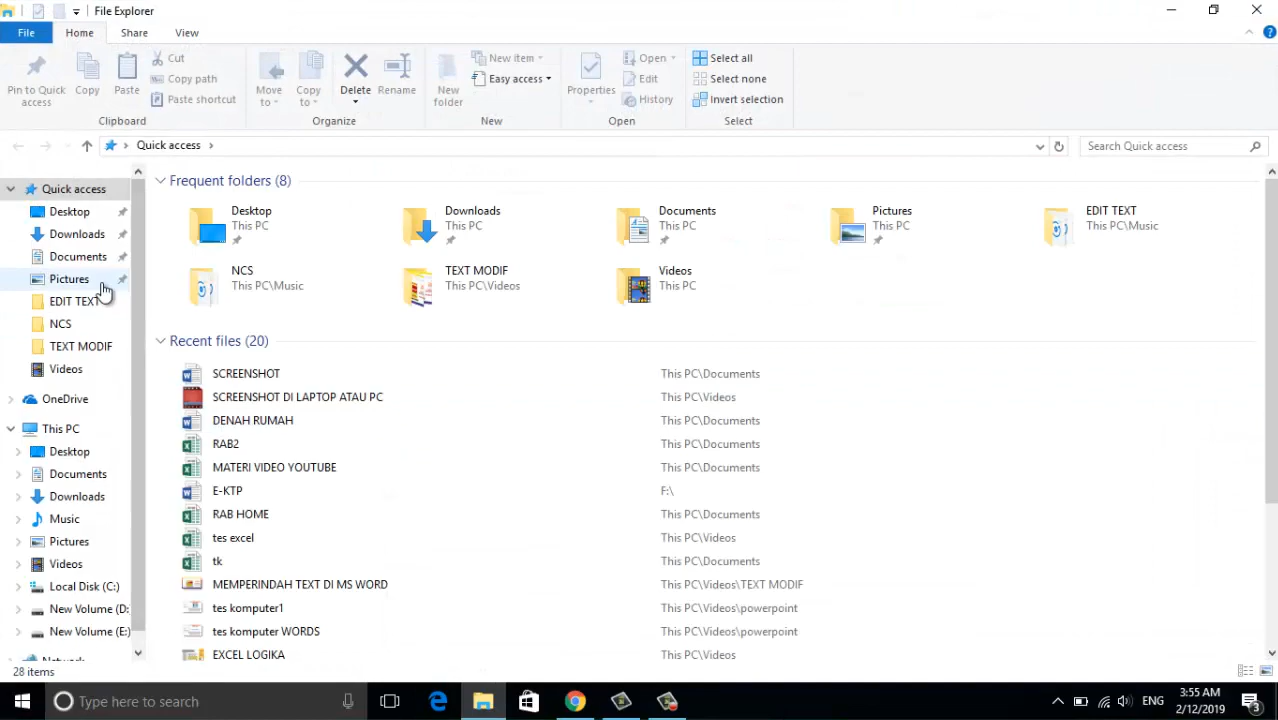 File Explorer
File Home Share View
Pin to Quick access
Copy
Paste
Cut
Copy path
Paste shortcut
Move to
Copy to
Delete
Rename
New folder
New item
Easy access
Properties
Open
Edit
History
Select all
Select none
Invert selection
Clipboard Organize New Open Select
Quick access
Search Quick access
Quick access
Desktop
Downloads
Documents
Pictures
EDIT TEXT
NCS
TEXT MODIF
Videos
OneDrive
This PC
Desktop
Documents
Downloads
Music
Pictures
Videos
Local Disk (C:)
New Volume (D:
New Volume (E:)
Frequent folders (8)
Desktop
This PC
Downloads
This PC
Documents
This PC
Pictures
This PC
EDIT TEXT
This PC\Music
NCS
This PC\Music
TEXT MODIF
This PC\Videos
Videos
This PC
Recent files (20)
SCREENSHOT This PC\Documents
SCREENSHOT DI LAPTOP ATAU PC This PC\Videos
DENAH RUMAH This PC\Documents
RAB2 This PC\Documents
MATERI VIDEO YOUTUBE This PC\Documents
E-KTP F:\
RAB HOME This PC\Documents
tes excel This PC\Videos
tk This PC\Documents
MEMPERINDAH TEXT DI MS WORD This PC\Videos\TEXT MODIF
tes komputer1 This PC\Videos\powerpoint
tes komputer WORDS This PC\Videos\powerpoint
EXCEL LOGIKA This PC\Videos
28 items
Type here to search
ENG
3:55 AM
2/12/2019
3